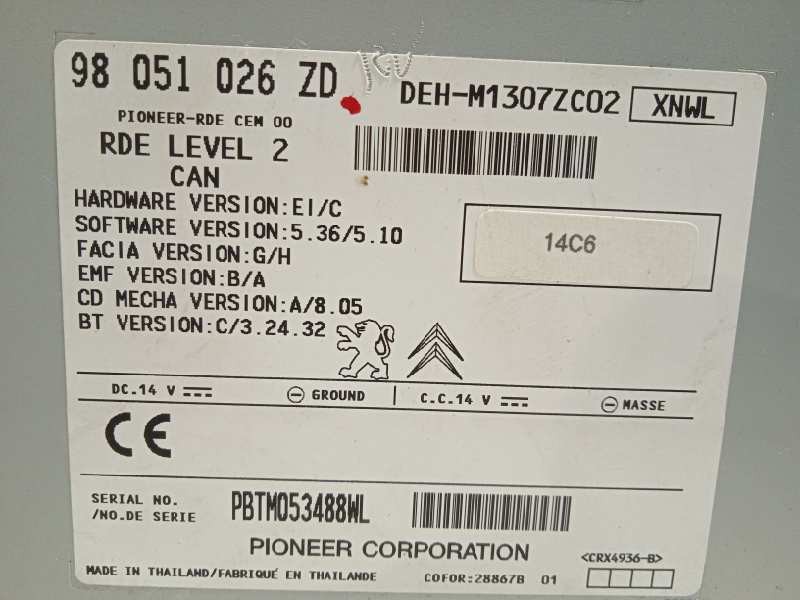 98 051 026 ZD
DEH-M1307ZC02 XNWL
PIONEER-RDE CEM 00
RDE LEVEL 2
CAN
HARDWARE VERSION:EI/C
SOFTWARE VERSION:5.36/5.10
FACIA VERSION:G/H
EMF VERSION:B/A
CD MECHA VERSION:A/8.05
BT VERSION:C/3.24.32
14C6
DC.14 V
GROUND
C.C.14 V
MASSE
CE
SERIAL NO.
/NO.DE SERIE
PBTM053488WL
PIONEER CORPORATION
<CRX4936-B>
MADE IN THAILAND/FABRIQUÉ EN THAILANDE
COFOR:28867B 01